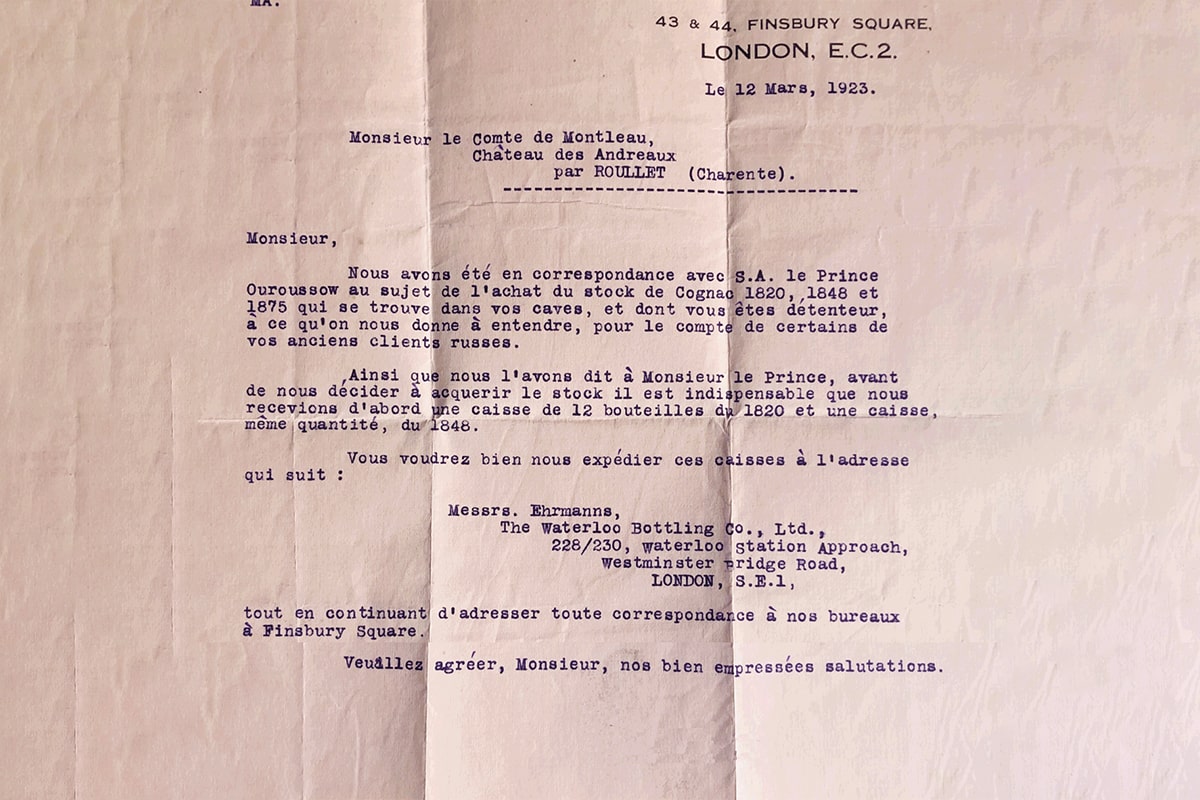 MA.
43 & 44, FINSBURY SQUARE,
LONDON, E.C.2.
Le 12 Mars, 1923.
Monsieur le Comte de Montleau,
Château des Andreaux
par ROULLET (Charente).
Monsieur,
Nous avons été en correspondance avec S.A. le Prince
Ouroussow au sujet de l'achat du stock de Cognac 1820, 1848 et
1875 qui se trouve dans vos caves, et dont vous êtes détenteur,
à ce qu'on nous donne à entendre, pour le compte de certains de
vos anciens clients russes.
Ainsi que nous l'avons dit à Monsieur le Prince, avant
de nous décider à acquerir le stock il est indispensable que nous
recevions d'abord une caisse de 12 bouteilles du 1820 et une caisse,
même quantité, du 1848.
Vous voudrez bien nous expédier ces caisses à l'adresse
qui suit :
Messrs. Ehrmanns,
The Waterloo Bottling Co., Ltd.,
228/230, Waterloo Station Approach,
Westminster Bridge Road,
LONDON, S.E.1,
tout en continuant d'adresser toute correspondance à nos bureaux
à Finsbury Square.
Veuillez agréer, Monsieur, nos bien empressées salutations.